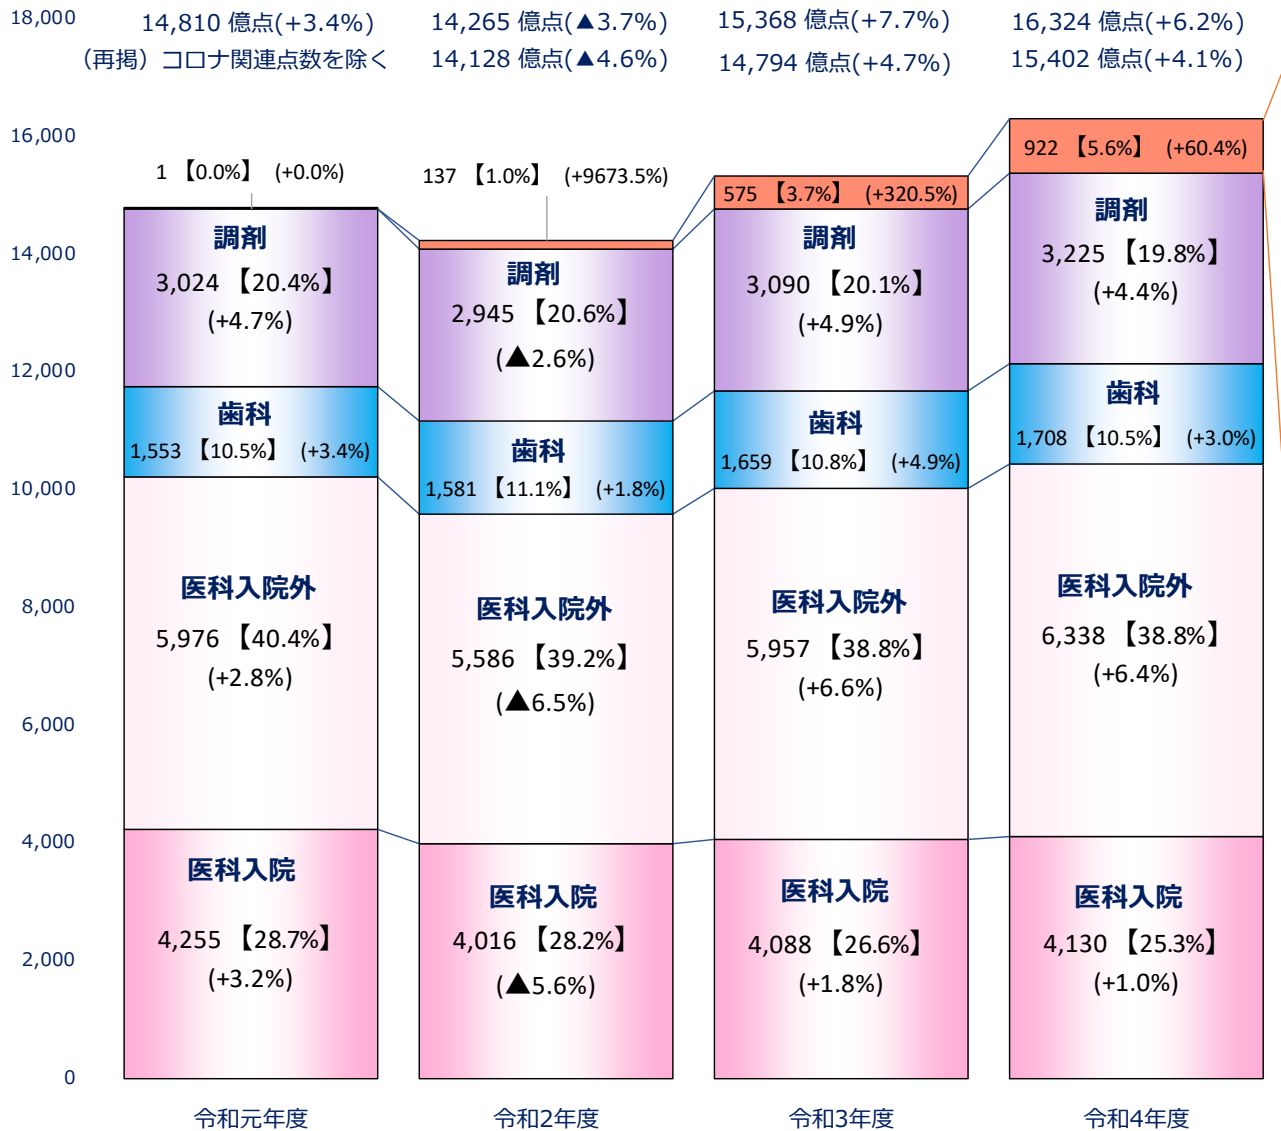 18,000
16,000
14,000
12,000
10,000
8,000
6,000
4,000
2,000
0
14,810 億点(+3.4%)
14,265 億点(▲3.7%)
15,368 億点(+7.7%)
16,324 億点(+6.2%)
（再掲）コロナ関連点数を除く
14,128 億点(▲4.6%)
14,794 億点(+4.7%)
15,402 億点(+4.1%)
1 【0.0%】 (+0.0%)
調剤
3,024 【20.4%】
(+4.7%)
歯科
1,553 【10.5%】 (+3.4%)
医科入院外
5,976 【40.4%】
(+2.8%)
医科入院
4,255 【28.7%】
(+3.2%)
令和元年度
137 【1.0%】 (+9673.5%)
調剤
2,945 【20.6%】
(▲2.6%)
歯科
1,581 【11.1%】 (+1.8%)
医科入院外
5,586 【39.2%】
(▲6.5%)
医科入院
4,016 【28.2%】
(▲5.6%)
令和2年度
575 【3.7%】 (+320.5%)
調剤
3,090 【20.1%】
(+4.9%)
歯科
1,659 【10.8%】 (+4.9%)
医科入院外
5,957 【38.8%】
(+6.6%)
医科入院
4,088 【26.6%】
(+1.8%)
令和3年度
922 【5.6%】 (+60.4%)
調剤
3,225 【19.8%】
(+4.4%)
歯科
1,708 【10.5%】 (+3.0%)
医科入院外
6,338 【38.8%】
(+6.4%)
医科入院
4,130 【25.3%】
(+1.0%)
令和4年度